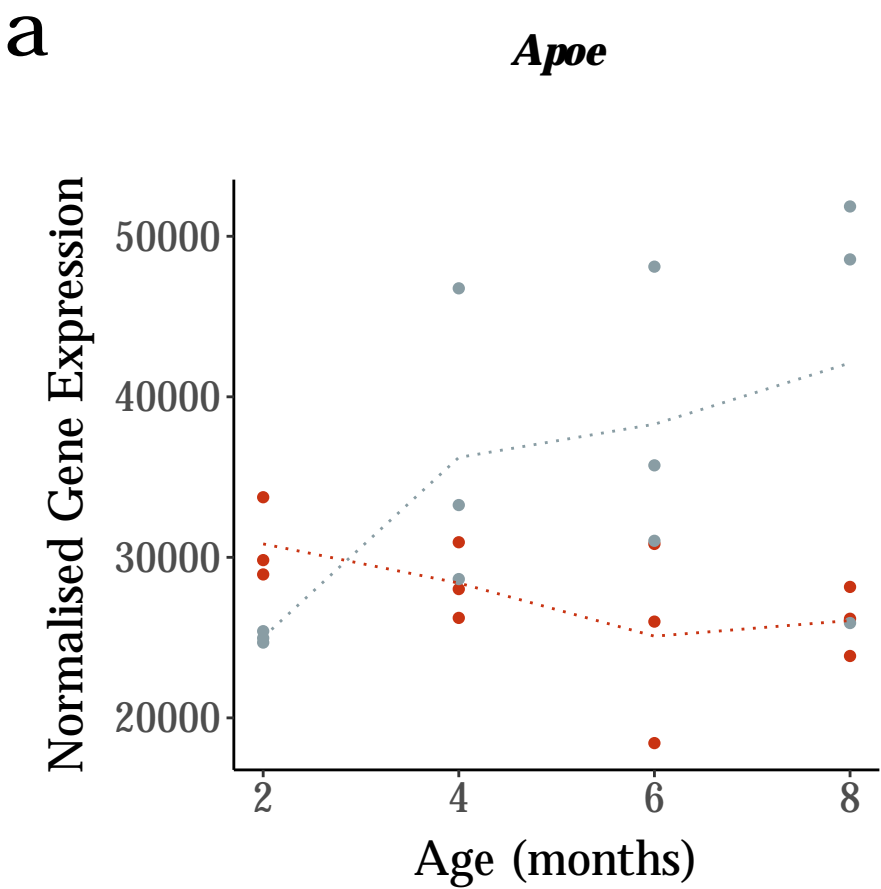 a
Apoe
Normalised Gene Expression
50000
40000
30000
20000
2 4 6 8
Age (months)